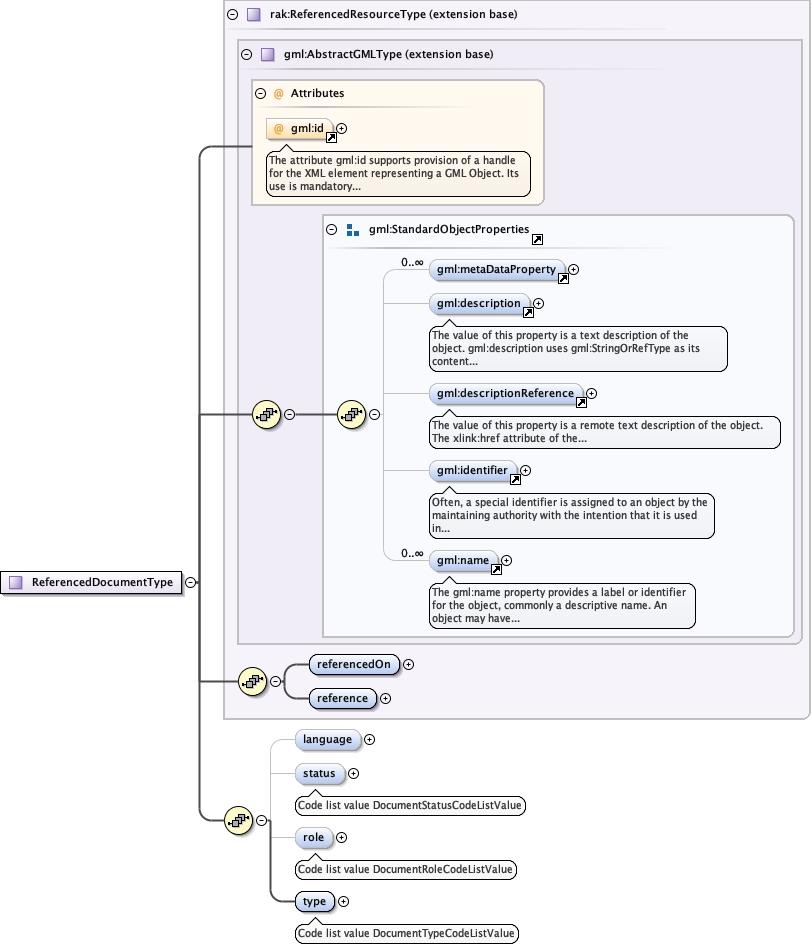 rak:ReferencedResourceType (extension base)
gml:AbstractGMLType (extension base)
@ Attributes
@ gml:id
The attribute gml:id supports provision of a handle
for the XML element representing a GML Object. Its
use is mandatory...
gml:StandardObjectProperties
0..∞
gml:metaDataProperty
gml:description
The value of this property is a text description of the
object. gml:description uses gml:StringOrRefType as its
content...
gml:descriptionReference
The value of this property is a remote text description of the object.
The xlink:href attribute of the...
gml:identifier
Often, a special identifier is assigned to an object by the
maintaining authority with the intention that it is used
in...
0..∞
gml:name
The gml:name property provides a label or identifier
for the object, commonly a descriptive name. An
object may have...
ReferencedDocumentType
referencedOn
reference
language
status
Code list value DocumentStatusCodeListValue
role
Code list value DocumentRoleCodeListValue
type
Code list value DocumentTypeCodeListValue